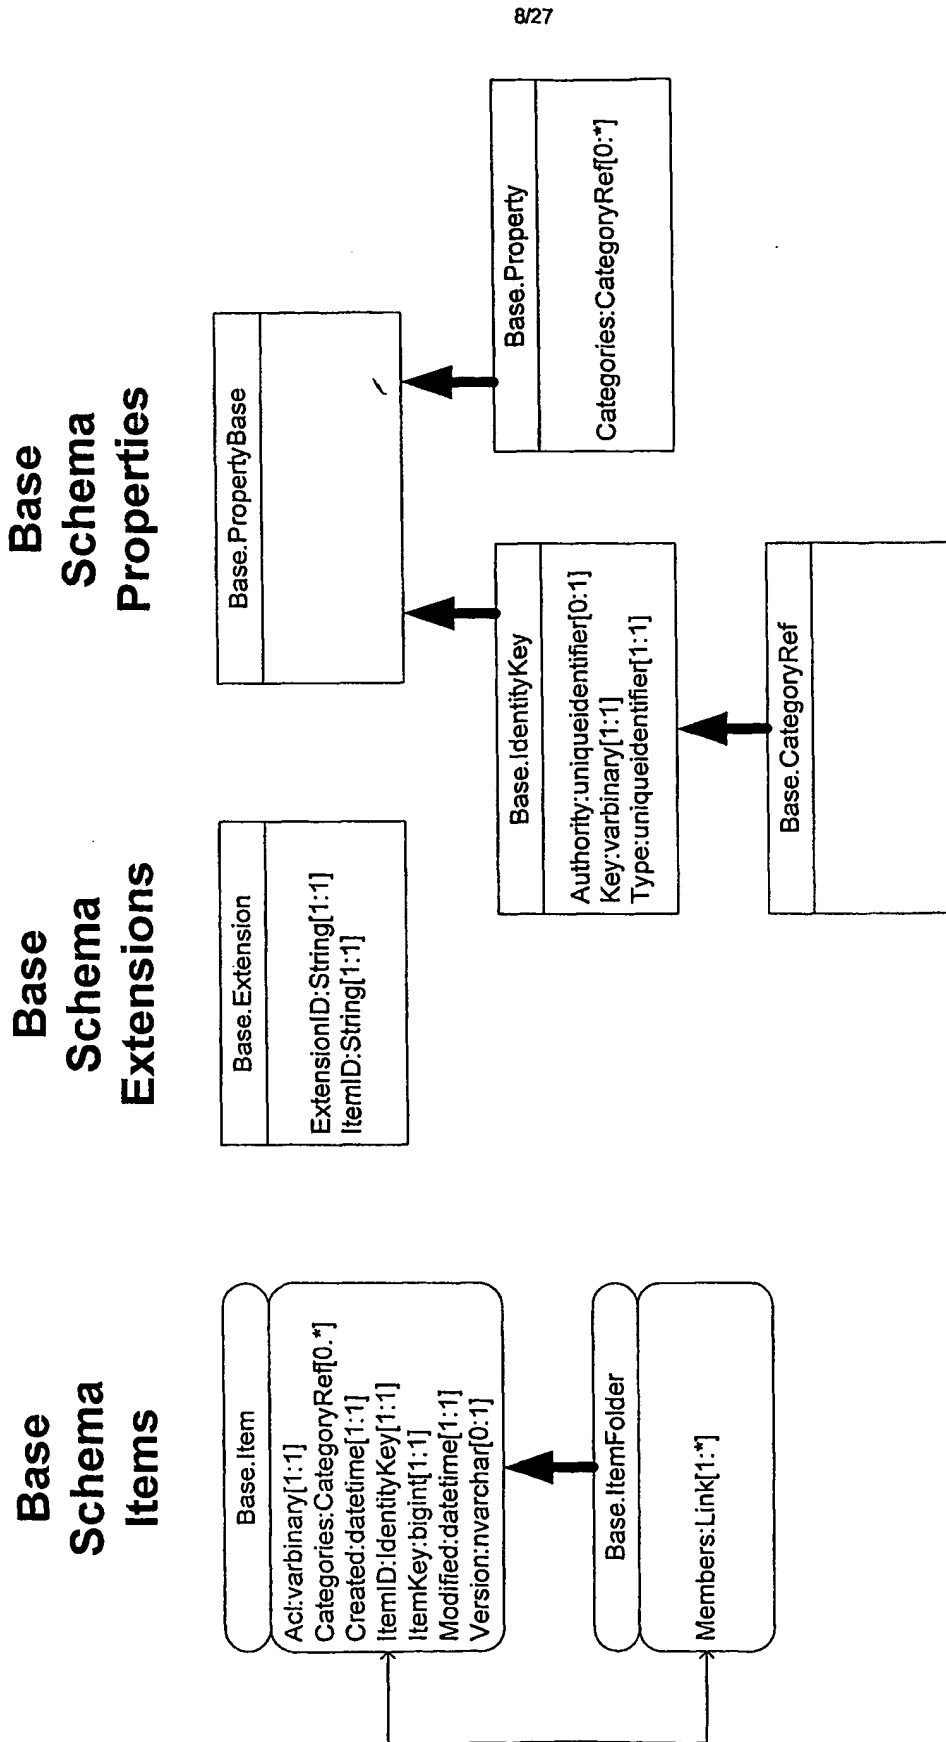 8/27
Base
Schema
Items
Base.Item
Acl:varbinary[1:1]
Categories:CategoryRef[0.*]
Created:datetime[1:1]
ItemID:IdentityKey[1:1]
ItemKey:bigint[1:1]
Modified:datetime[1:1]
Version:nvarchar[0:1]
Base.ItemFolder
Members:Link[1:*]
Base
Schema
Extensions
Base.Extension
ExtensionID:String[1:1]
ItemID:String[1:1]
Base
Schema
Properties
Base.PropertyBase
Base.IdentityKey
Authority:uniqueidentifier[0:1]
Key:varbinary[1:1]
Type:uniqueidentifier[1:1]
Base.Property
Categories:CategoryRef[0:*]
Base.CategoryRef